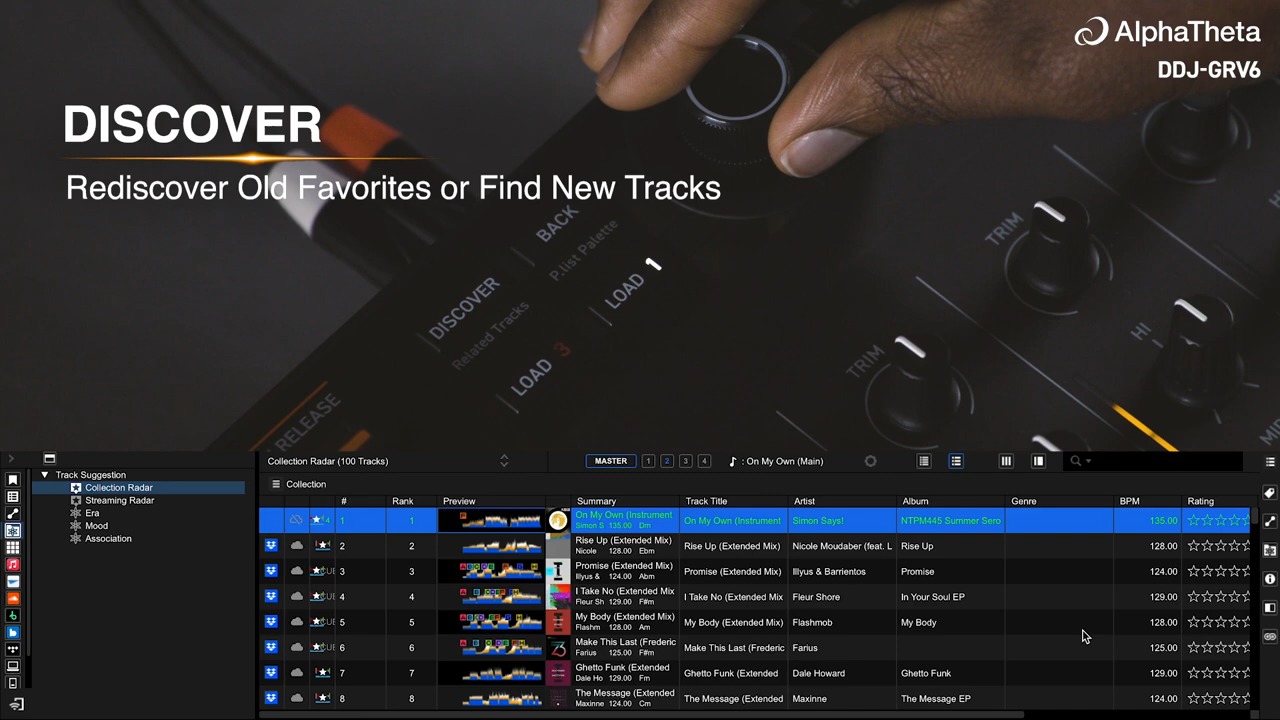 AlphaTheta
DDJ-GRV6
DISCOVER
Rediscover Old Favorites or Find New Tracks
BACK
P.list Palette
DISCOVER
Related Tracks
LOAD 1
LOAD 3
RELEASE
TRIM
TRIM
HI
MID
Track Suggestion
Collection Radar
Streaming Radar
Era
Mood
Association
Collection Radar (100 Tracks) MASTER 1 2 3 4 : On My Own (Main)
Collection
# Rank Preview Summary Track Title Artist Album Genre BPM Rating
1 1 On My Own (Instrument Simon S 135.00 Dm On My Own (Instrument Simon Says! NTPM445 Summer Sero 135.00
2 2 Rise Up (Extended Mix) Nicole 128.00 Ebm Rise Up (Extended Mix) Nicole Moudaber (feat. L Rise Up 128.00
3 3 Promise (Extended Mix) Illyus & 124.00 Abm Promise (Extended Mix) Illyus & Barrientos Promise 124.00
4 4 I Take No (Extended Mix) Fleur Sh 129.00 F#m I Take No (Extended Mix Fleur Shore In Your Soul EP 129.00
5 5 My Body (Extended Mix) Flashm 128.00 Am My Body (Extended Mix) Flashmob My Body 128.00
6 6 Make This Last (Frederic Farius 125.00 F#m Make This Last (Frederic Farius 125.00
7 7 Ghetto Funk (Extended Dale Ho 129.00 Gm Ghetto Funk (Extended Dale Howard Ghetto Funk 129.00
8 8 The Message (Extended Maxinne 124.00 Cm The Message (Extended Maxinne The Message EP 124.00